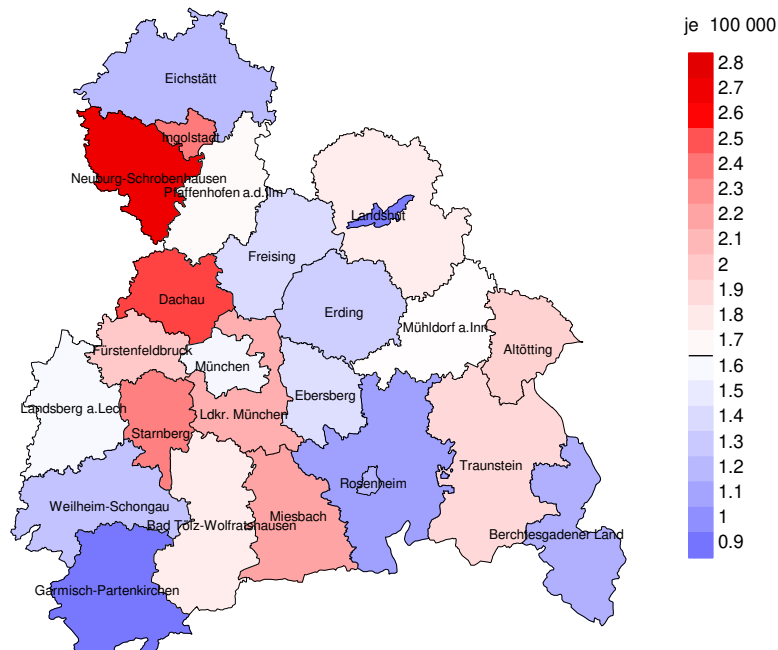 je 100 000
2.8
2.7
2.6
2.5
2.4
2.3
2.2
2.1
2
1.9
1.8
1.7
1.6
1.5
1.4
1.3
1.2
1.1
1
0.9
Eichstätt
Ingolstadt
Neuburg-Schrobenhausen
Pfaffenhofen a.d.Ilm
Landshut
Freising
Dachau
Erding
Mühldorf a.Inn
Fürstenfeldbruck
Altötting
München
Ebersberg
Landsberg a.Lech
Ldkr. München
Starnberg
Traunstein
Rosenheim
Weilheim-Schongau
Miesbach
Bad Tölz-Wolfratshausen
Berchtesgadener Land
Garmisch-Partenkirchen